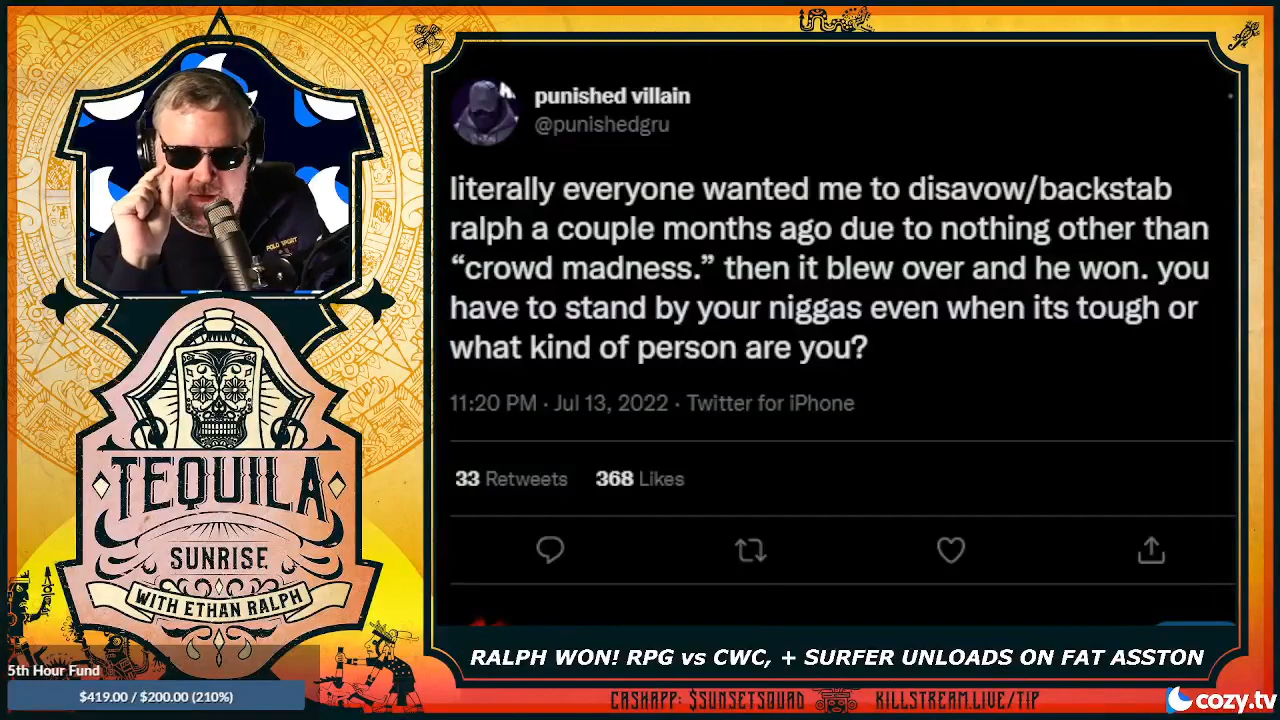 punished villain
@punishedgru
literally everyone wanted me to disavow/backstab
ralph a couple months ago due to nothing other than
“crowd madness.” then it blew over and he won. you
have to stand by your niggas even when its tough or
what kind of person are you?
11:20 PM · Jul 13, 2022 · Twitter for iPhone
33 Retweets 368 Likes
POLO SPORT
TEQUILA
SUNRISE
WITH ETHAN RALPH
5th Hour Fund
$419.00 / $200.00 (210%)
RALPH WON! RPG vs CWC, + SURFER UNLOADS ON FAT ASSTON
CASHAPP: $SUNSETSQUAD KILLSTREAM.LIVE/TIP
cozy.tv